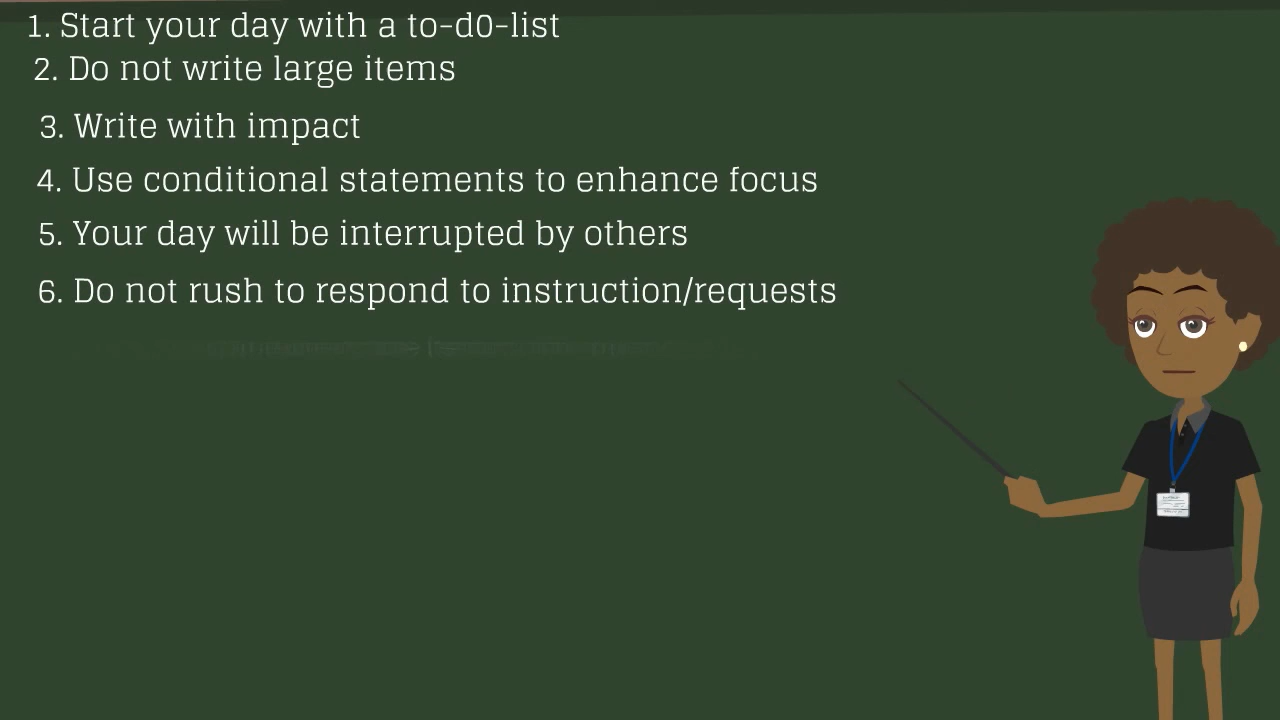 1. Start your day with a to-d0-list
2. Do not write large items
3. Write with impact
4. Use conditional statements to enhance focus
5. Your day will be interrupted by others
6. Do not rush to respond to instruction/requests